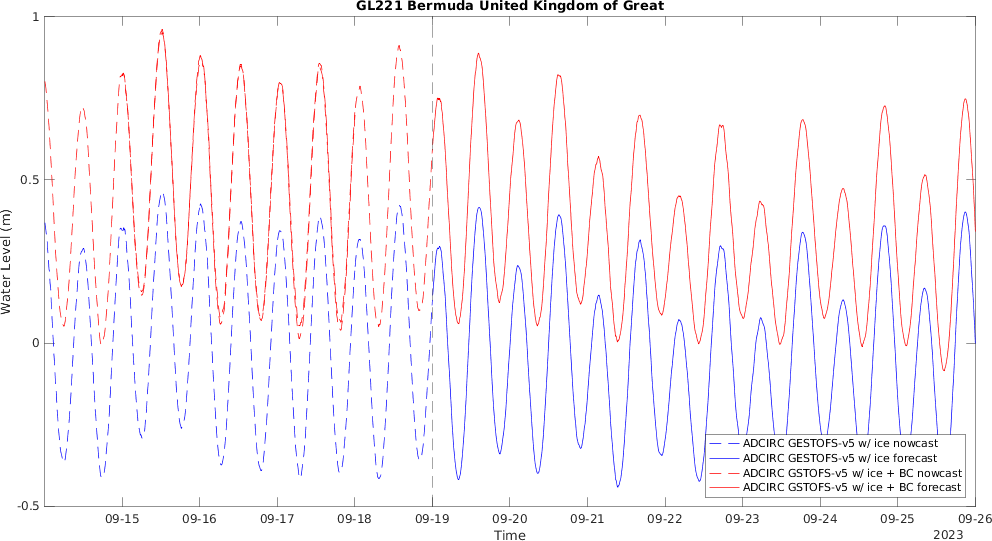 GL221 Bermuda United Kingdom of Great
Water Level (m)
1
0.5
0
-0.5
ADCIRC GESTOFS-v5 w/ ice nowcast
ADCIRC GESTOFS-v5 w/ ice forecast
ADCIRC GSTOFS-v5 w/ ice + BC nowcast
ADCIRC GSTOFS-v5 w/ ice + BC forecast
09-15 09-16 09-17 09-18 09-19 09-20 09-21 09-22 09-23 09-24 09-25 09-26
Time
2023